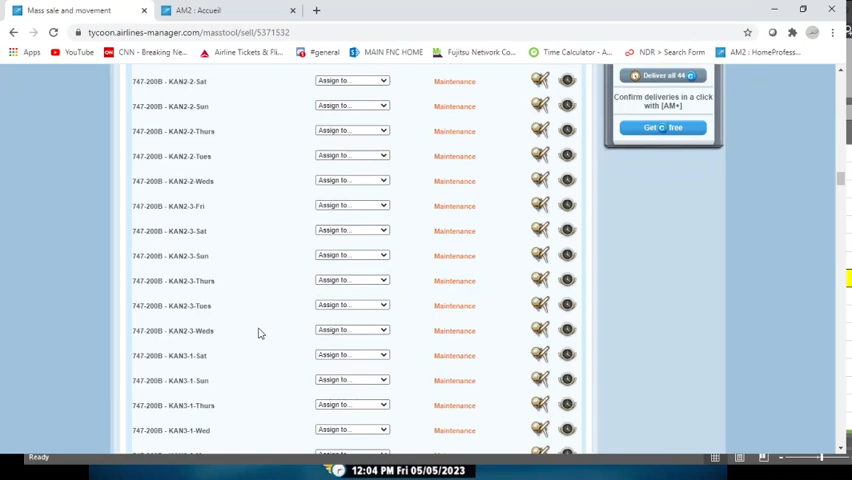 Mass sale and movement
AM2 : Accueil
tycoon.airlines-manager.com/masstool/sell/5371532
Apps
YouTube
CNN - Breaking Ne...
Airline Tickets & Fli...
#general
MAIN FNC HOME
Fujitsu Network Co...
Time Calculator - A...
NDR > Search Form
AM2 : HomeProfess...
747-200B - KAN2-2-Sat Assign to... Maintenance
747-200B - KAN2-2-Sun Assign to... Maintenance
747-200B - KAN2-2-Thurs Assign to... Maintenance
747-200B - KAN2-2-Tues Assign to... Maintenance
747-200B - KAN2-2-Weds Assign to... Maintenance
747-200B - KAN2-3-Fri Assign to... Maintenance
747-200B - KAN2-3-Sat Assign to... Maintenance
747-200B - KAN2-3-Sun Assign to... Maintenance
747-200B - KAN2-3-Thurs Assign to... Maintenance
747-200B - KAN2-3-Tues Assign to... Maintenance
747-200B - KAN2-3-Weds Assign to... Maintenance
747-200B - KAN3-1-Sat Assign to... Maintenance
747-200B - KAN3-1-Sun Assign to... Maintenance
747-200B - KAN3-1-Thurs Assign to... Maintenance
747-200B - KAN3-1-Wed Assign to... Maintenance
Deliver all 44
Confirm deliveries in a click
with [AM+]
Get free
Ready
12:04 PM Fri 05/05/2023